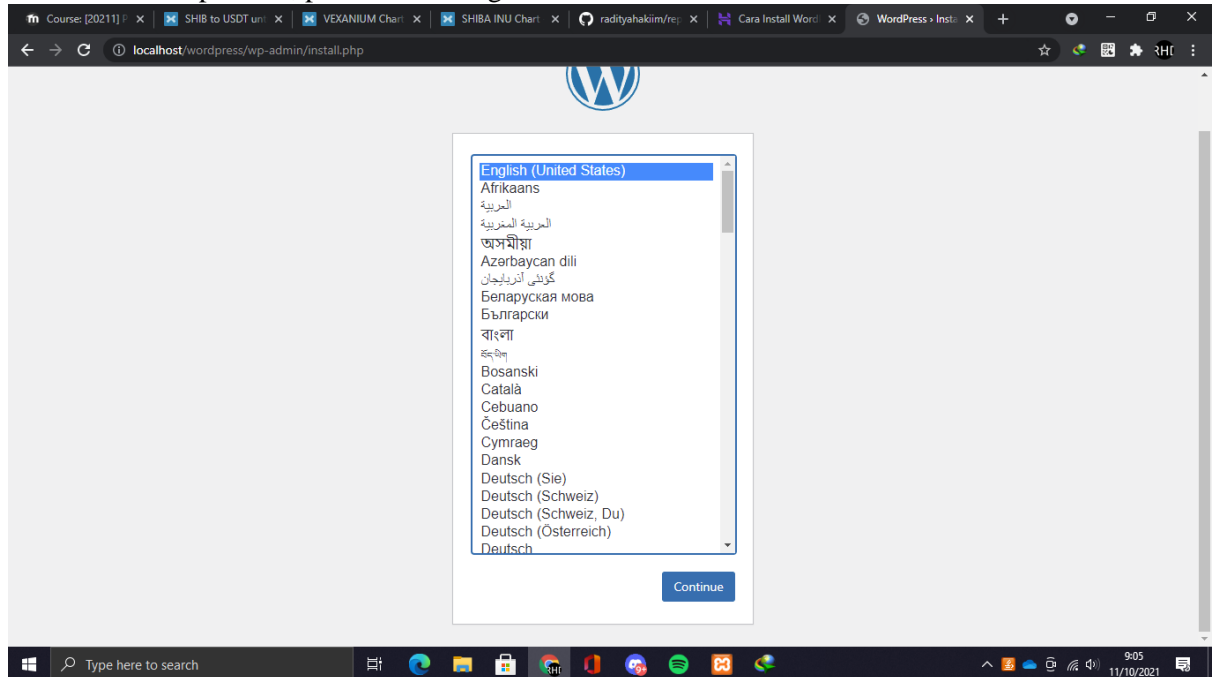 Course: [20211] P
SHIB to USDT unt
VEXANIUM Chart
SHIBA INU Chart
radityahakiim/rep
Cara Install Word
WordPress › Insta
localhost/wordpress/wp-admin/install.php
English (United States)
Afrikaans
العربية
العربية المغربية
অসমীয়া
Azərbaycan dili
گؤنئی آذربایجان
Беларуская мова
Български
বাংলা
བོད་ཡིག
Bosanski
Català
Cebuano
Čeština
Cymraeg
Dansk
Deutsch (Sie)
Deutsch (Schweiz)
Deutsch (Schweiz, Du)
Deutsch (Österreich)
Deutsch
Continue
Type here to search
9:05
11/10/2021